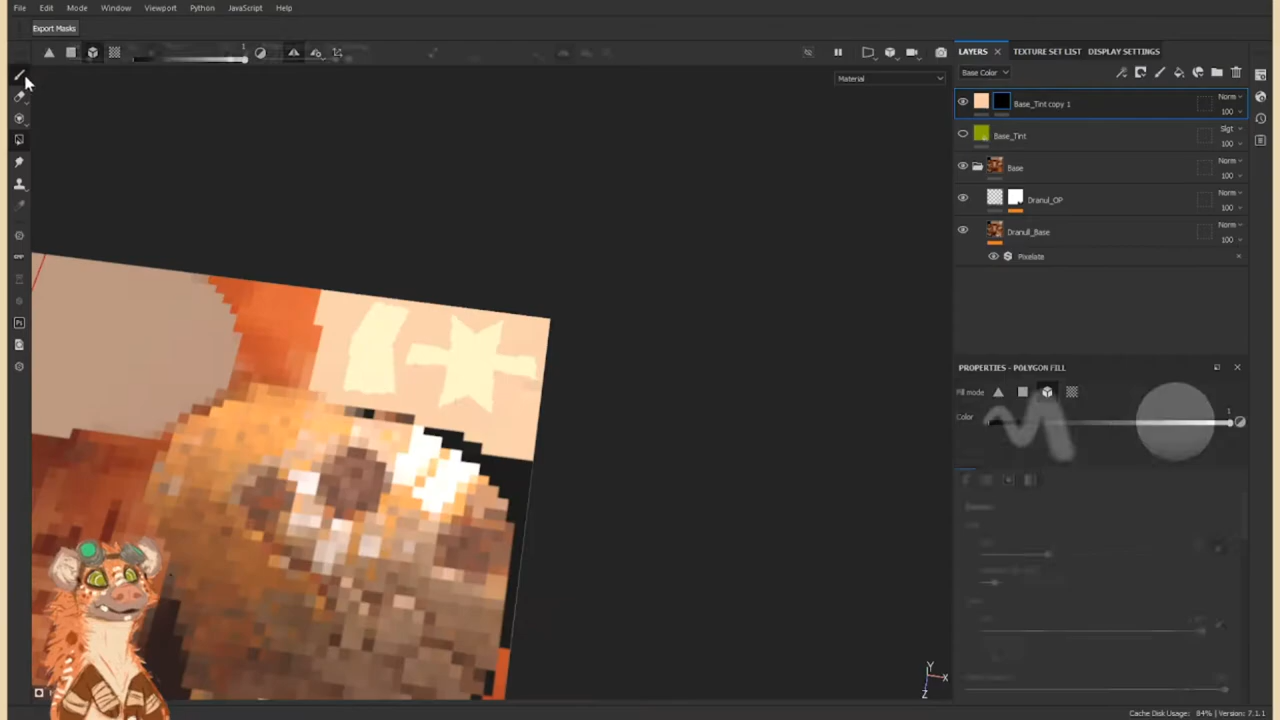 File Edit Mode Window Viewport Python JavaScript Help
Export Masks
1
LAYERS × TEXTURE SET LIST DISPLAY SETTINGS
Material
Base Color
Base_Tint copy 1
Norm
100
Base_Tint
Slgt
100
Base
Norm
100
Dranul_OP
Norm
100
Dranull_Base
Norm
100
Pixelate ×
PROPERTIES - POLYGON FILL
Fill mode
Color
1
Y
X
Z
Cache Disk Usage: 84% | Version: 7.1.1